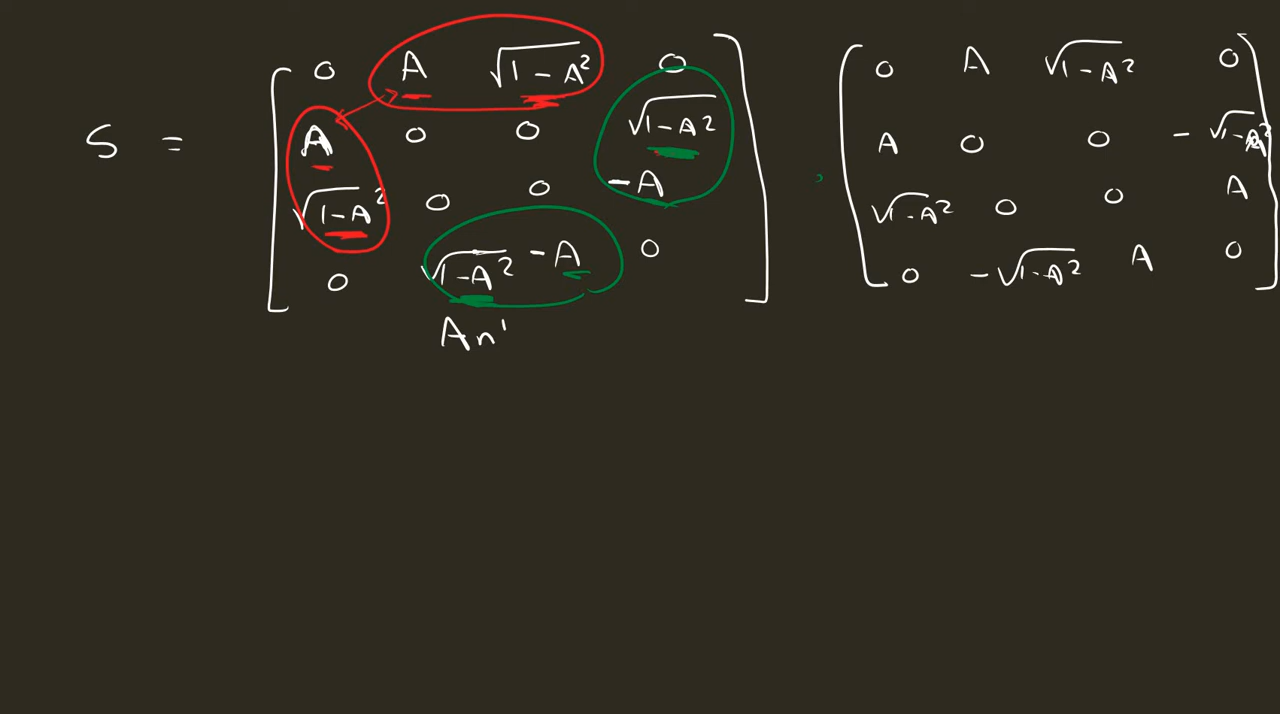 0 A √1-A² 0 0 A √1-A² 0
S = A 0 0 √1-A² A 0 0 -√1-A²
√1-A² 0 0 -A √1-A² 0 0 A
0 √1-A² -A 0 0 -√1-A² A 0
An'